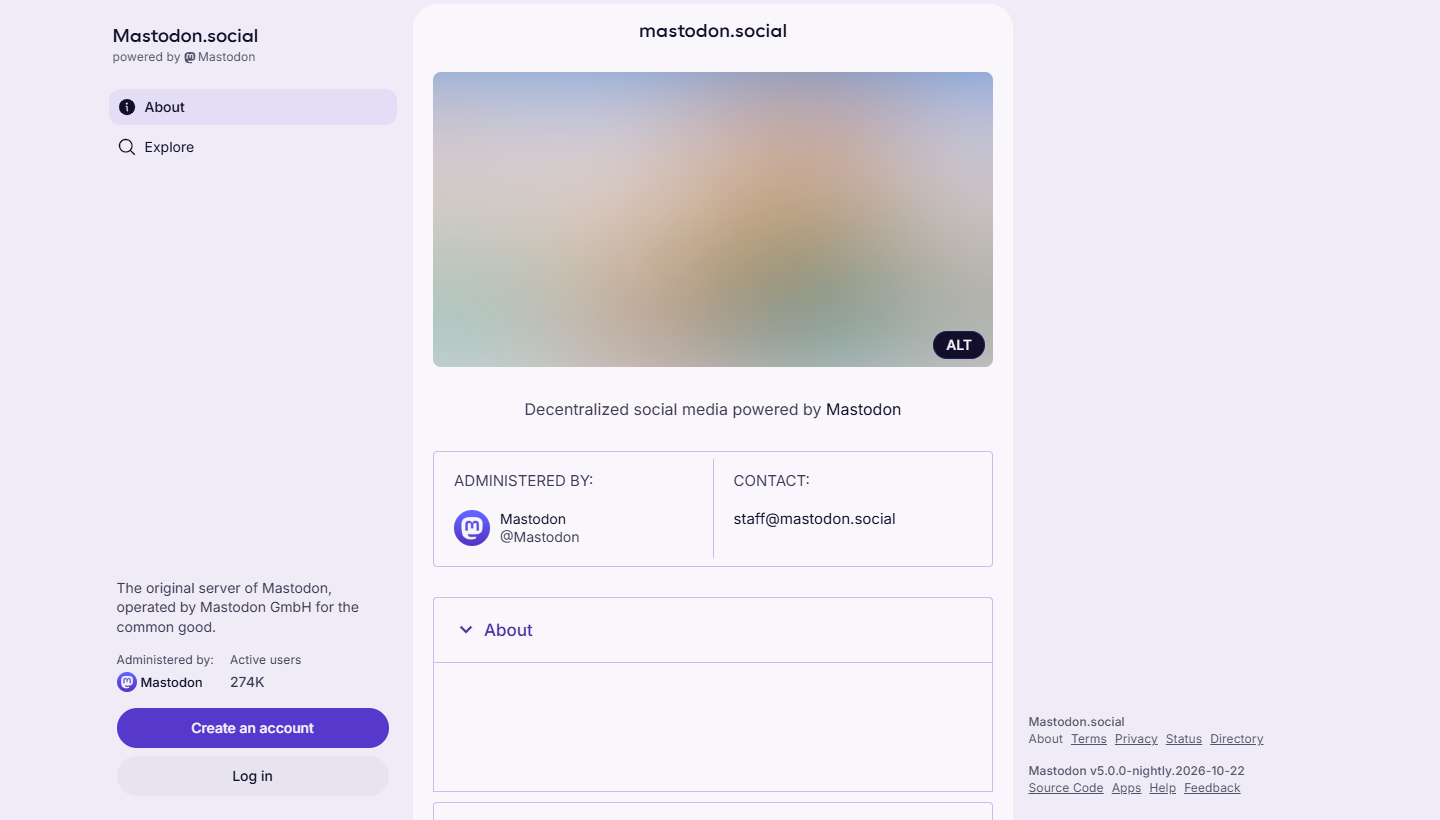 Mastodon.social
powered by Mastodon
About
Explore
The original server of Mastodon,
operated by Mastodon GmbH for the
common good.
Administered by:
Mastodon
Active users
274K
Create an account
Log in
mastodon.social
ALT
Decentralized social media powered by Mastodon
ADMINISTERED BY:
Mastodon
@Mastodon
CONTACT:
staff@mastodon.social
About
Mastodon.social
About Terms Privacy Status Directory
Mastodon v5.0.0-nightly.2026-10-22
Source Code Apps Help Feedback